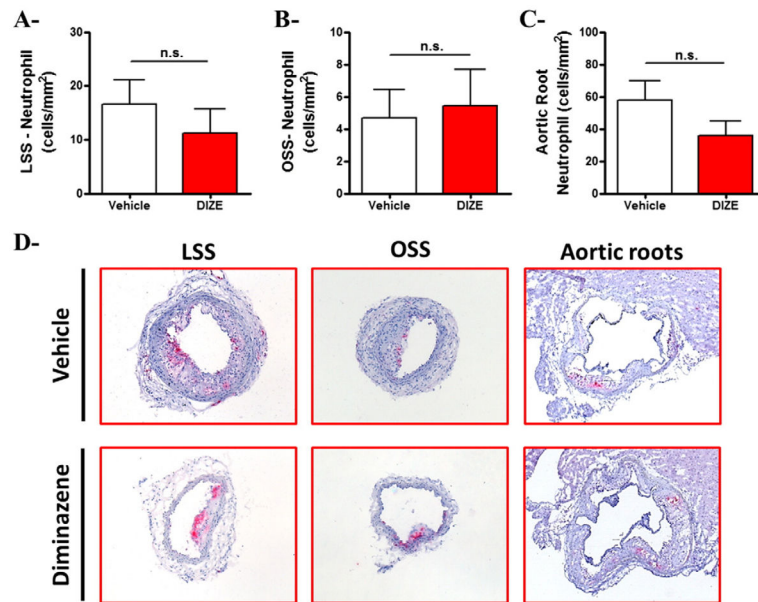 A-
LSS - Neutrophil
(cells/mm²)
30
20
10
0
n.s.
Vehicle
DIZE
B-
OSS- Neutrophil
(cells/mm²)
8
6
4
2
0
n.s.
Vehicle
DIZE
C-
Aortic Root
Neutrophil (cells/mm²)
100
80
60
40
20
0
n.s.
Vehicle
DIZE
D-
LSS
OSS
Aortic roots
Vehicle
Diminazene